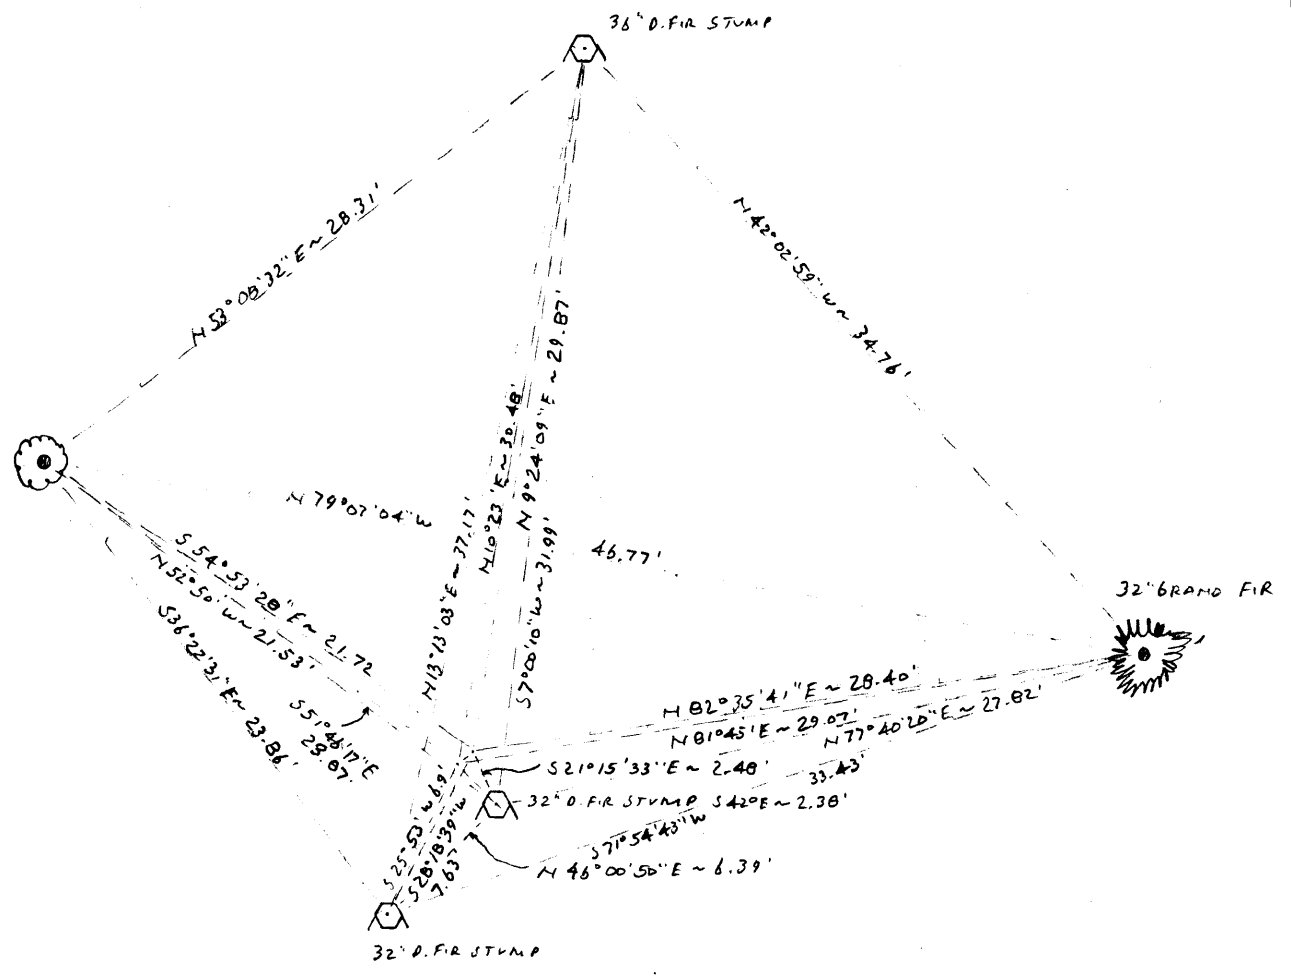 36" D. FIR STUMP
N 53° 08' 32" E ~ 28.31'
N 42° 02' 59" W ~ 34.76'
N 79° 07' 04" W
46.77'
N 13° 13' 03" E ~ 37.17'
N 10° 23' E ~ 30.48'
N 9° 24' 09" E ~ 29.87'
S 7° 00' 10" W ~ 31.99'
S 54° 53' 28" E ~ 21.72
N 52° 50' W ~ 21.53'
S 36° 22' 31" E ~ 23.86'
S 51° 46' 17" E
23.87'
32" GRAND FIR
N 82° 35' 41" E ~ 28.40'
N 81° 45' E ~ 29.07'
N 77° 40' 20" E ~ 27.82'
S 21° 15' 33" E ~ 2.48'
33.43'
32" D. FIR STUMP S 42° E ~ 2.38'
S 71° 54' 43" W
S 25° 53' W 6.9'
S 28° 18' 39" W
7.63'
N 46° 00' 50" E ~ 6.39'
32" D. FIR STUMP